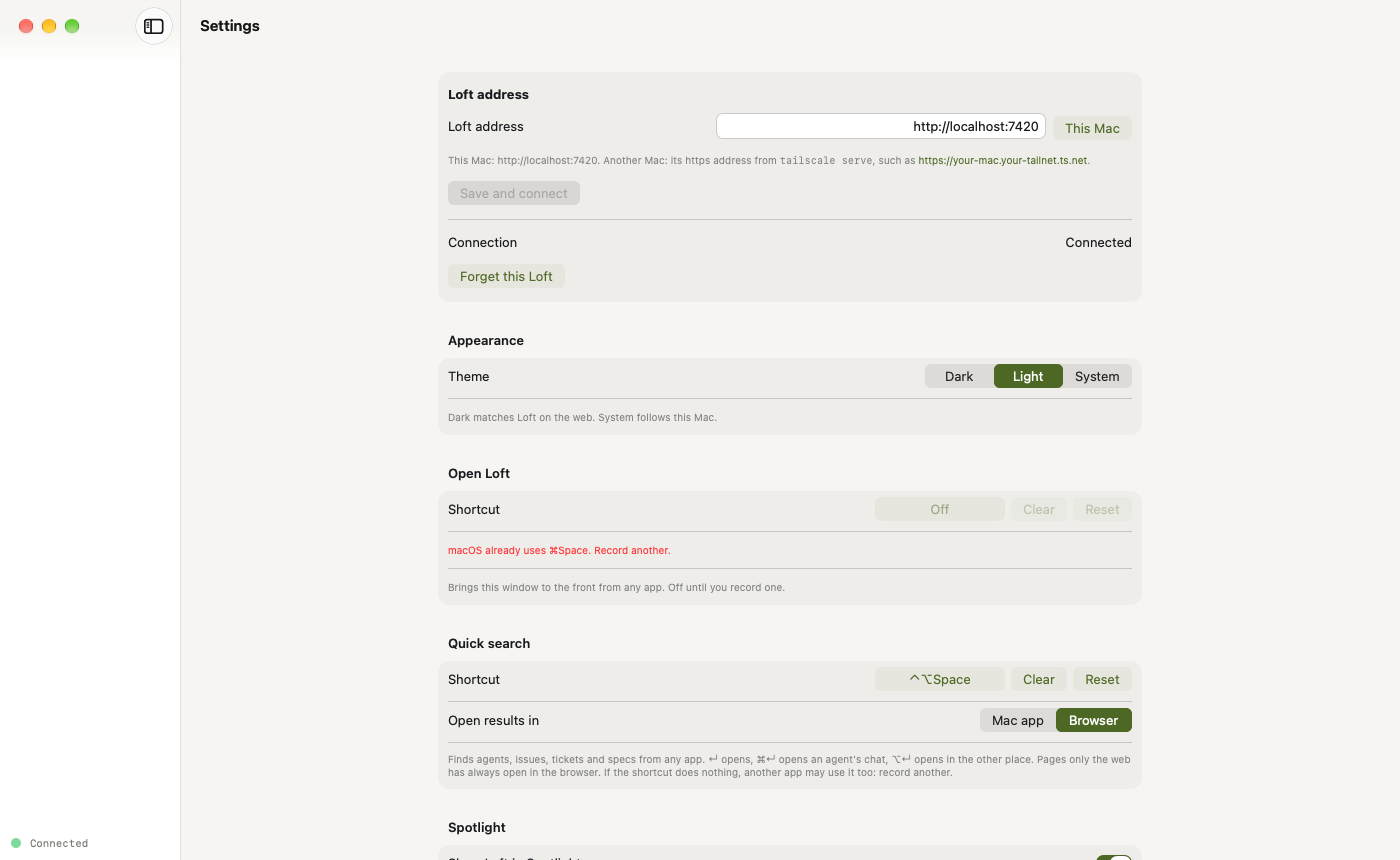 Settings
Loft address
Loft address
http://localhost:7420
This Mac
This Mac: http://localhost:7420. Another Mac: its https address from tailscale serve, such as https://your-mac.your-tailnet.ts.net.
Save and connect
Connection
Connected
Forget this Loft
Appearance
Theme
Dark
Light
System
Dark matches Loft on the web. System follows this Mac.
Open Loft
Shortcut
Off
Clear
Reset
macOS already uses ⌘Space. Record another.
Brings this window to the front from any app. Off until you record one.
Quick search
Shortcut
^⌥Space
Clear
Reset
Open results in
Mac app
Browser
Finds agents, issues, tickets and specs from any app. ↵ opens, ⌘↵ opens an agent's chat, ⌥↵ opens in the other place. Pages only the web
has always open in the browser. If the shortcut does nothing, another app may use it too: record another.
Spotlight
Connected